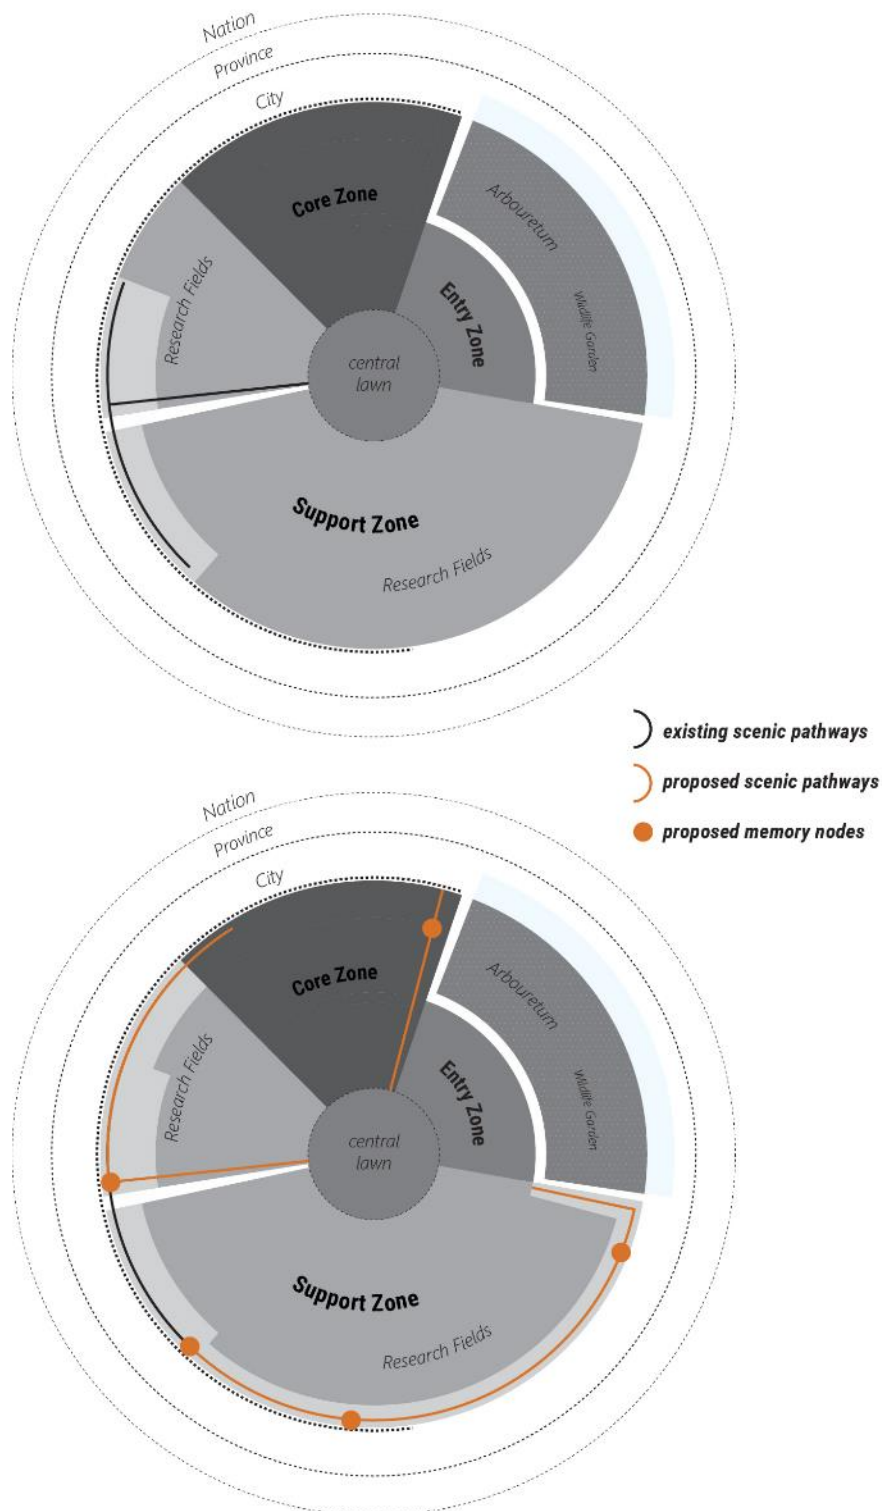 Nation
Province
City
Core Zone
Arbouretum
Research Fields
Entry Zone
Wildlife Garden
central
lawn
Support Zone
Research Fields
existing scenic pathways
proposed scenic pathways
proposed memory nodes
Nation
Province
City
Core Zone
Arbouretum
Research Fields
Entry Zone
Wildlife Garden
central
lawn
Support Zone
Research Fields